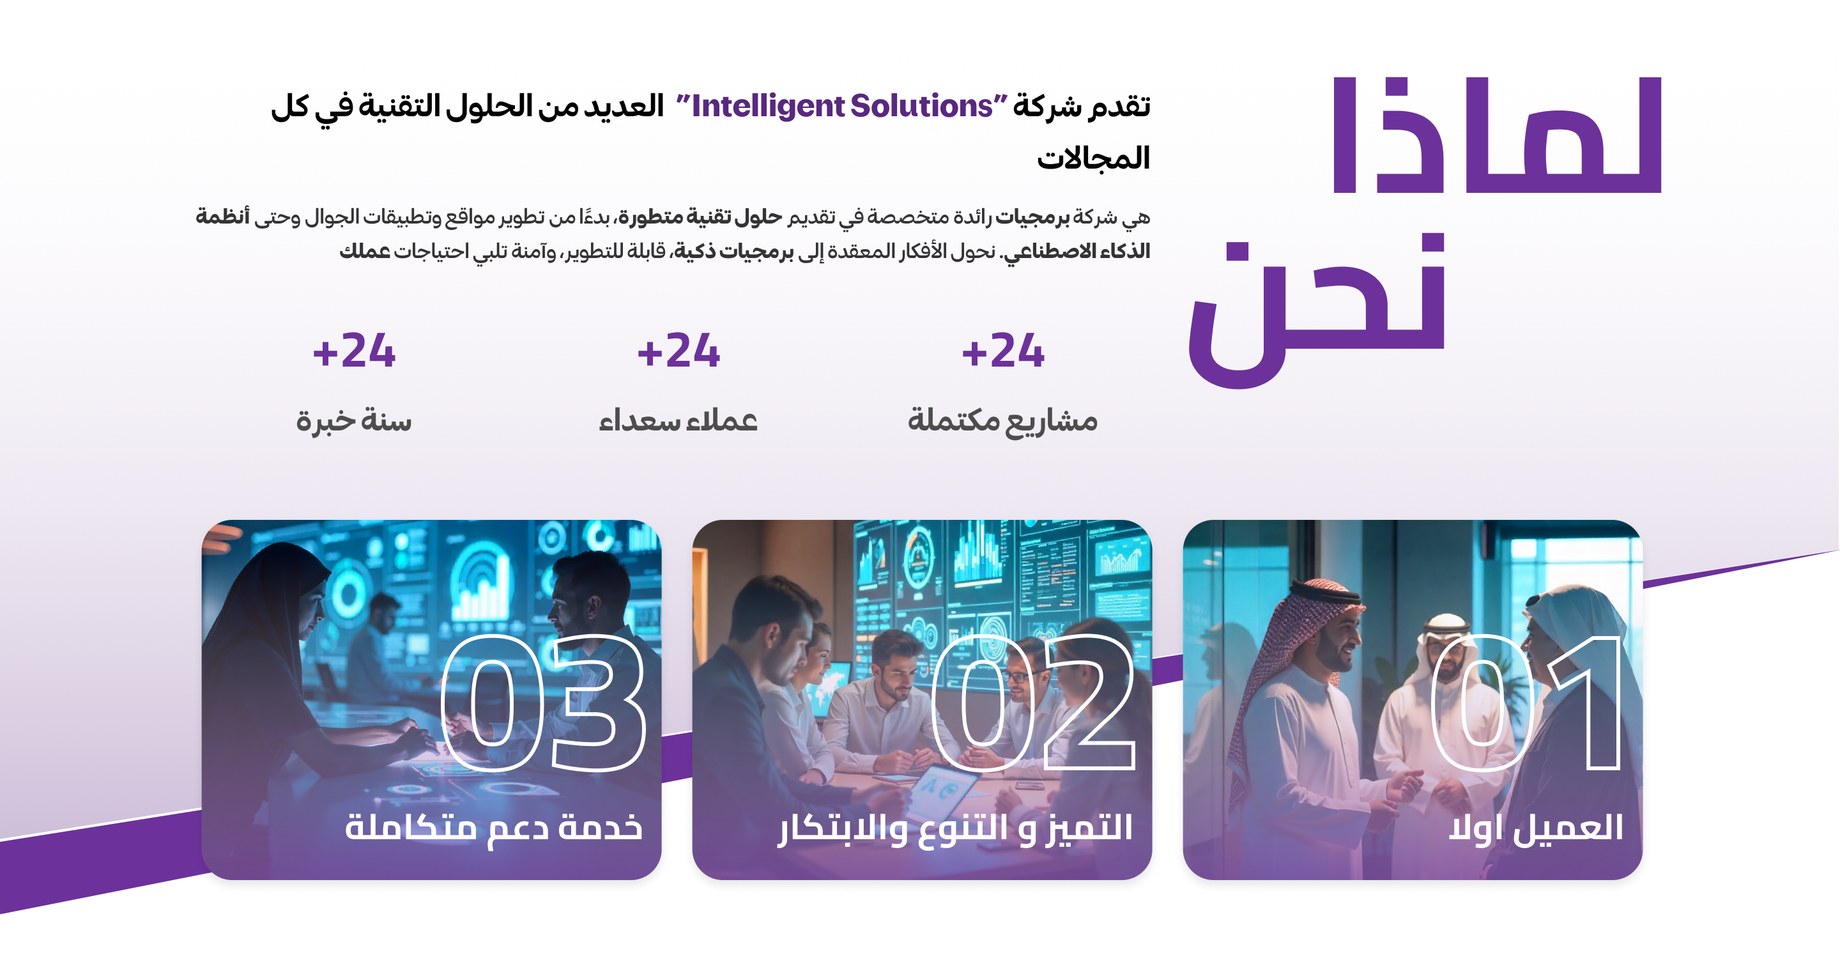 لماذا
نحن
تقدم شركة "Intelligent Solutions" العديد من الحلول التقنية في كل
المجالات
هي شركة برمجيات رائدة متخصصة في تقديم حلول تقنية متطورة، بدءًا من تطوير مواقع وتطبيقات الجوال وحتى أنظمة
الذكاء الاصطناعي. نحول الأفكار المعقدة إلى برمجيات ذكية، قابلة للتطوير، وآمنة تلبي احتياجات عملك
+24
مشاريع مكتملة
+24
عملاء سعداء
+24
سنة خبرة
01
العميل اولا
02
التميز و التنوع والابتكار
03
خدمة دعم متكاملة